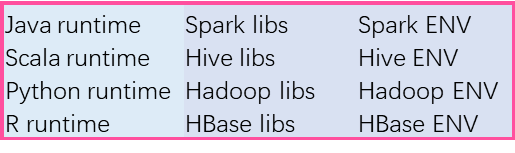 Java runtime Spark libs Spark ENV
Scala runtime Hive libs Hive ENV
Python runtime Hadoop libs Hadoop ENV
R runtime HBase libs HBase ENV